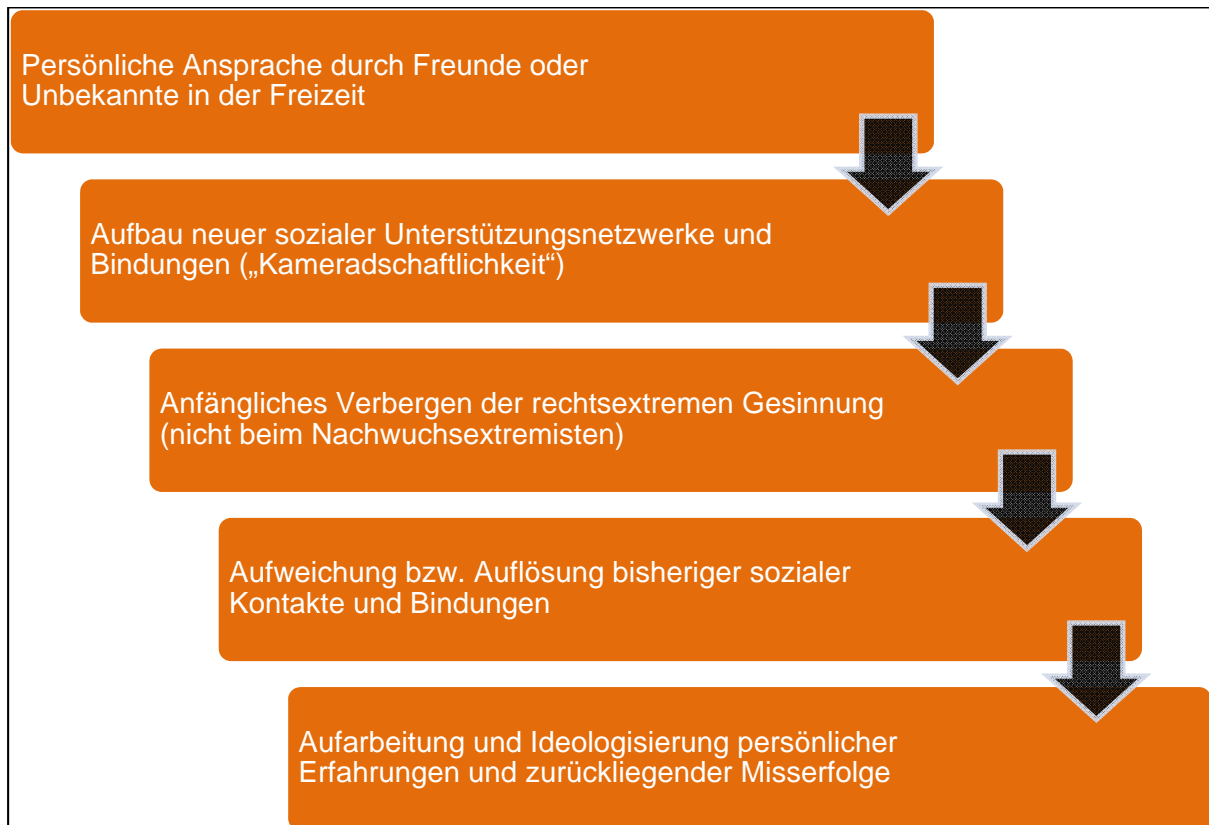 Persönliche Ansprache durch Freunde oder
Unbekannte in der Freizeit
Aufbau neuer sozialer Unterstützungsnetzwerke und
Bindungen („Kameradschaftlichkeit“)
Anfängliches Verbergen der rechtsextremen Gesinnung
(nicht beim Nachwuchsextremisten)
Aufweichung bzw. Auflösung bisheriger sozialer
Kontakte und Bindungen
Aufarbeitung und Ideologisierung persönlicher
Erfahrungen und zurückliegender Misserfolge